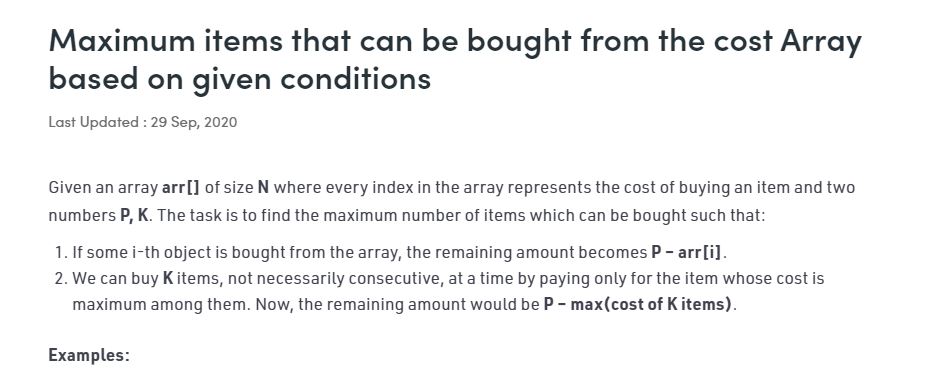 Maximum items that can be bought from the cost Array
based on given conditions
Last Updated : 29 Sep, 2020
Given an array arr[] of size N where every index in the array represents the cost of buying an item and two
numbers P, K. The task is to find the maximum number of items which can be bought such that:
1. If some i-th object is bought from the array, the remaining amount becomes P – arr[i].
2. We can buy K items, not necessarily consecutive, at a time by paying only for the item whose cost is
maximum among them. Now, the remaining amount would be P – max(cost of K items).
Examples: